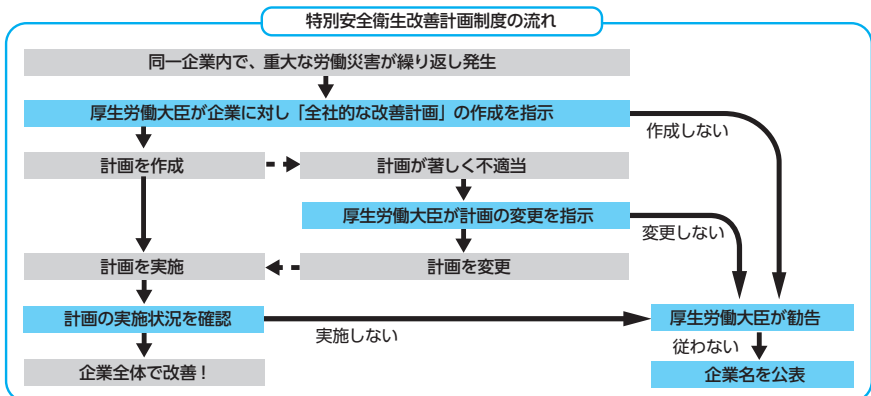 特別安全衛生改善計画制度の流れ
同一企業内で、重大な労働災害が繰り返し発生
厚生労働大臣が企業に対し「全社的な改善計画」の作成を指示
作成しない
計画を作成
計画が著しく不適当
厚生労働大臣が計画の変更を指示
変更しない
計画を実施
計画を変更
計画の実施状況を確認
実施しない
厚生労働大臣が勧告
従わない
企業全体で改善！
企業名を公表